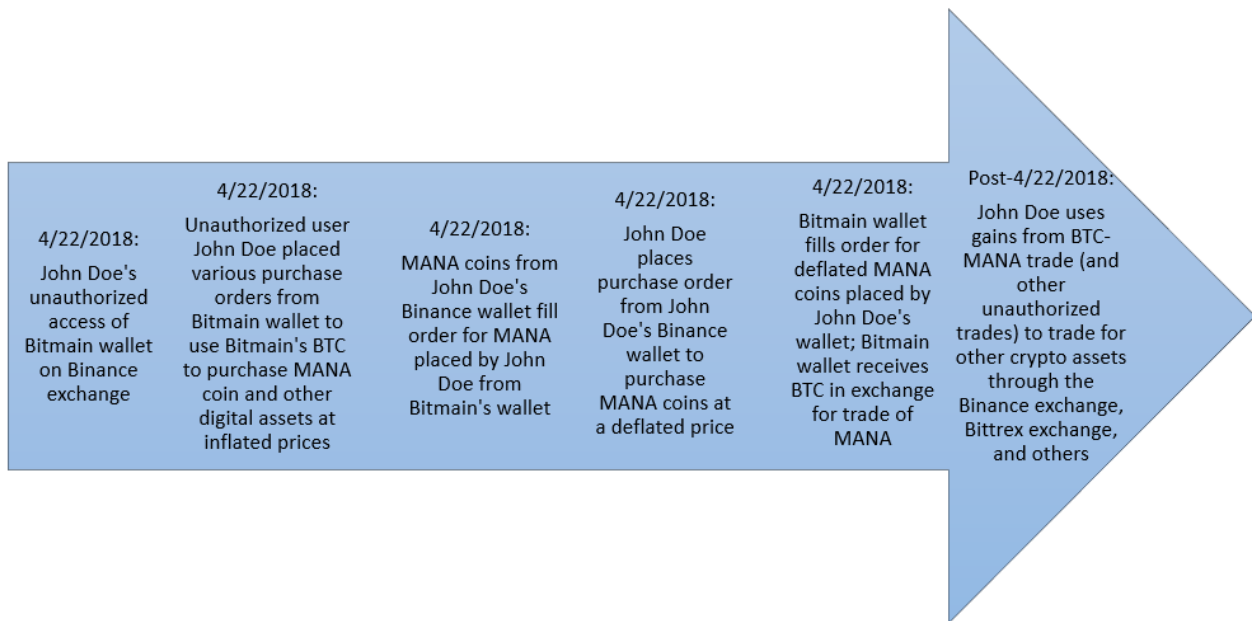 4/22/2018:
John Doe's
unauthorized
access of
Bitmain wallet
on Binance
exchange
4/22/2018:
Unauthorized user
John Doe placed
various purchase
orders from
Bitmain wallet to
use Bitmain's BTC
to purchase MANA
coin and other
digital assets at
inflated prices
4/22/2018:
MANA coins from
John Doe's
Binance wallet fill
order for MANA
placed by John
Doe from
Bitmain's wallet
4/22/2018:
John Doe
places
purchase order
from John
Doe's Binance
wallet to
purchase
MANA coins at
a deflated price
4/22/2018:
Bitmain wallet
fills order for
deflated MANA
coins placed by
John Doe's
wallet; Bitmain
wallet receives
BTC in exchange
for trade of
MANA
Post-4/22/2018:
John Doe uses
gains from BTC-
MANA trade (and
other
unauthorized
trades) to trade for
other crypto assets
through the
Binance exchange,
Bittrex exchange,
and others